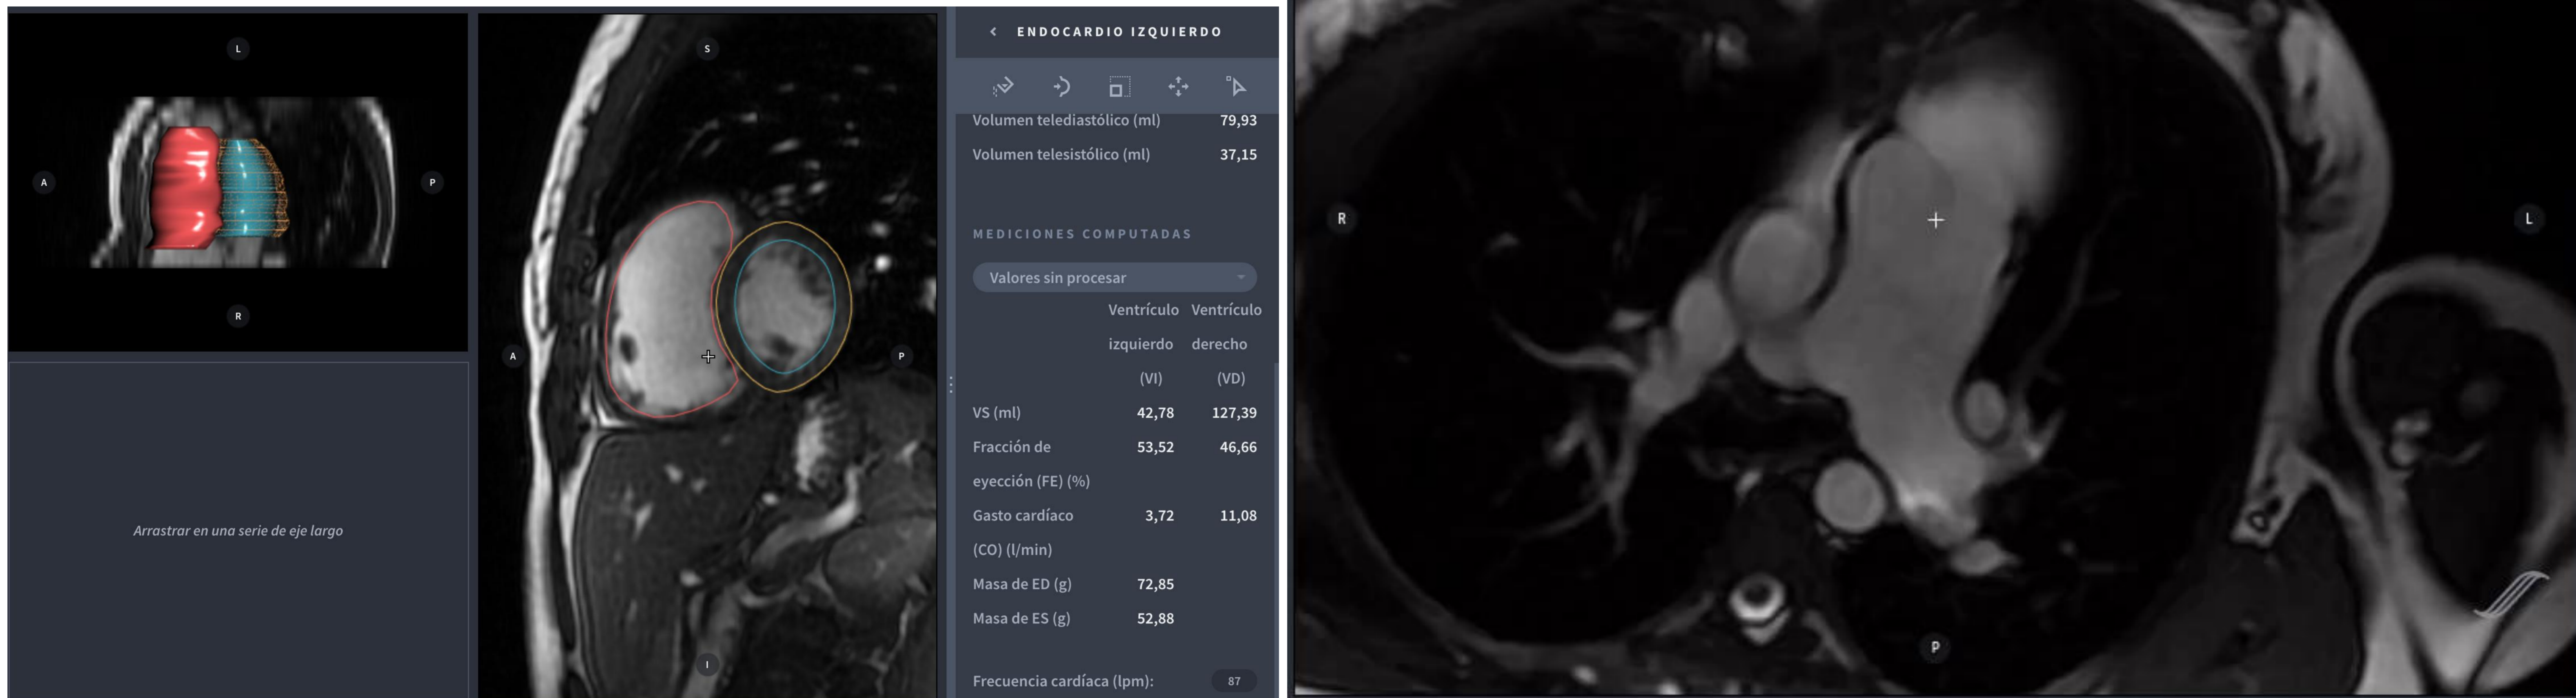 L
A
P
R
Arrastrar en una serie de eje largo
S
A
P
I
ENDOCARDIO IZQUIERDO
Volumen telediastólico (ml) 79,93
Volumen telesistólico (ml) 37,15
MEDICIONES COMPUTADAS
Valores sin procesar
Ventrículo Ventrículo
izquierdo derecho
(VI) (VD)
VS (ml) 42,78 127,39
Fracción de 53,52 46,66
eyección (FE) (%)
Gasto cardíaco 3,72 11,08
(CO) (l/min)
Masa de ED (g) 72,85
Masa de ES (g) 52,88
Frecuencia cardíaca (lpm): 87
R
L
P